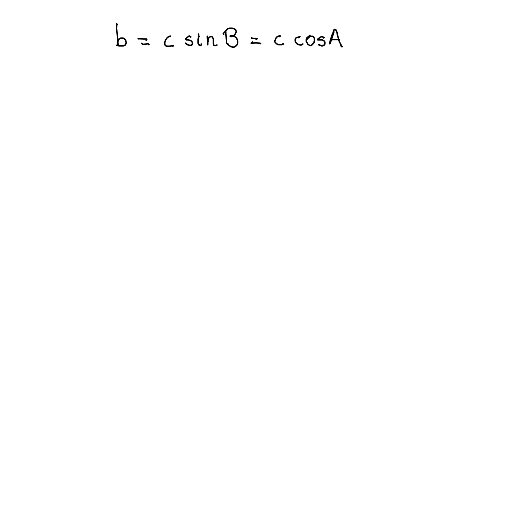 b = c sin B = c cos A